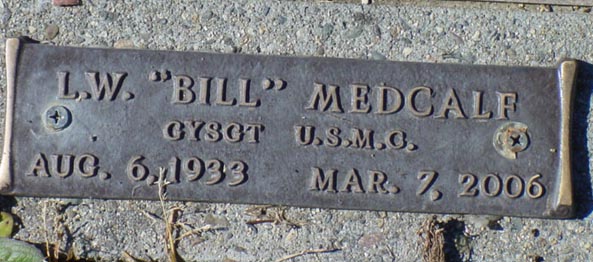 L.W. "BILL" MEDCALF
GYSGT U.S.M.C.
AUG. 6, 1933 MAR. 7, 2006